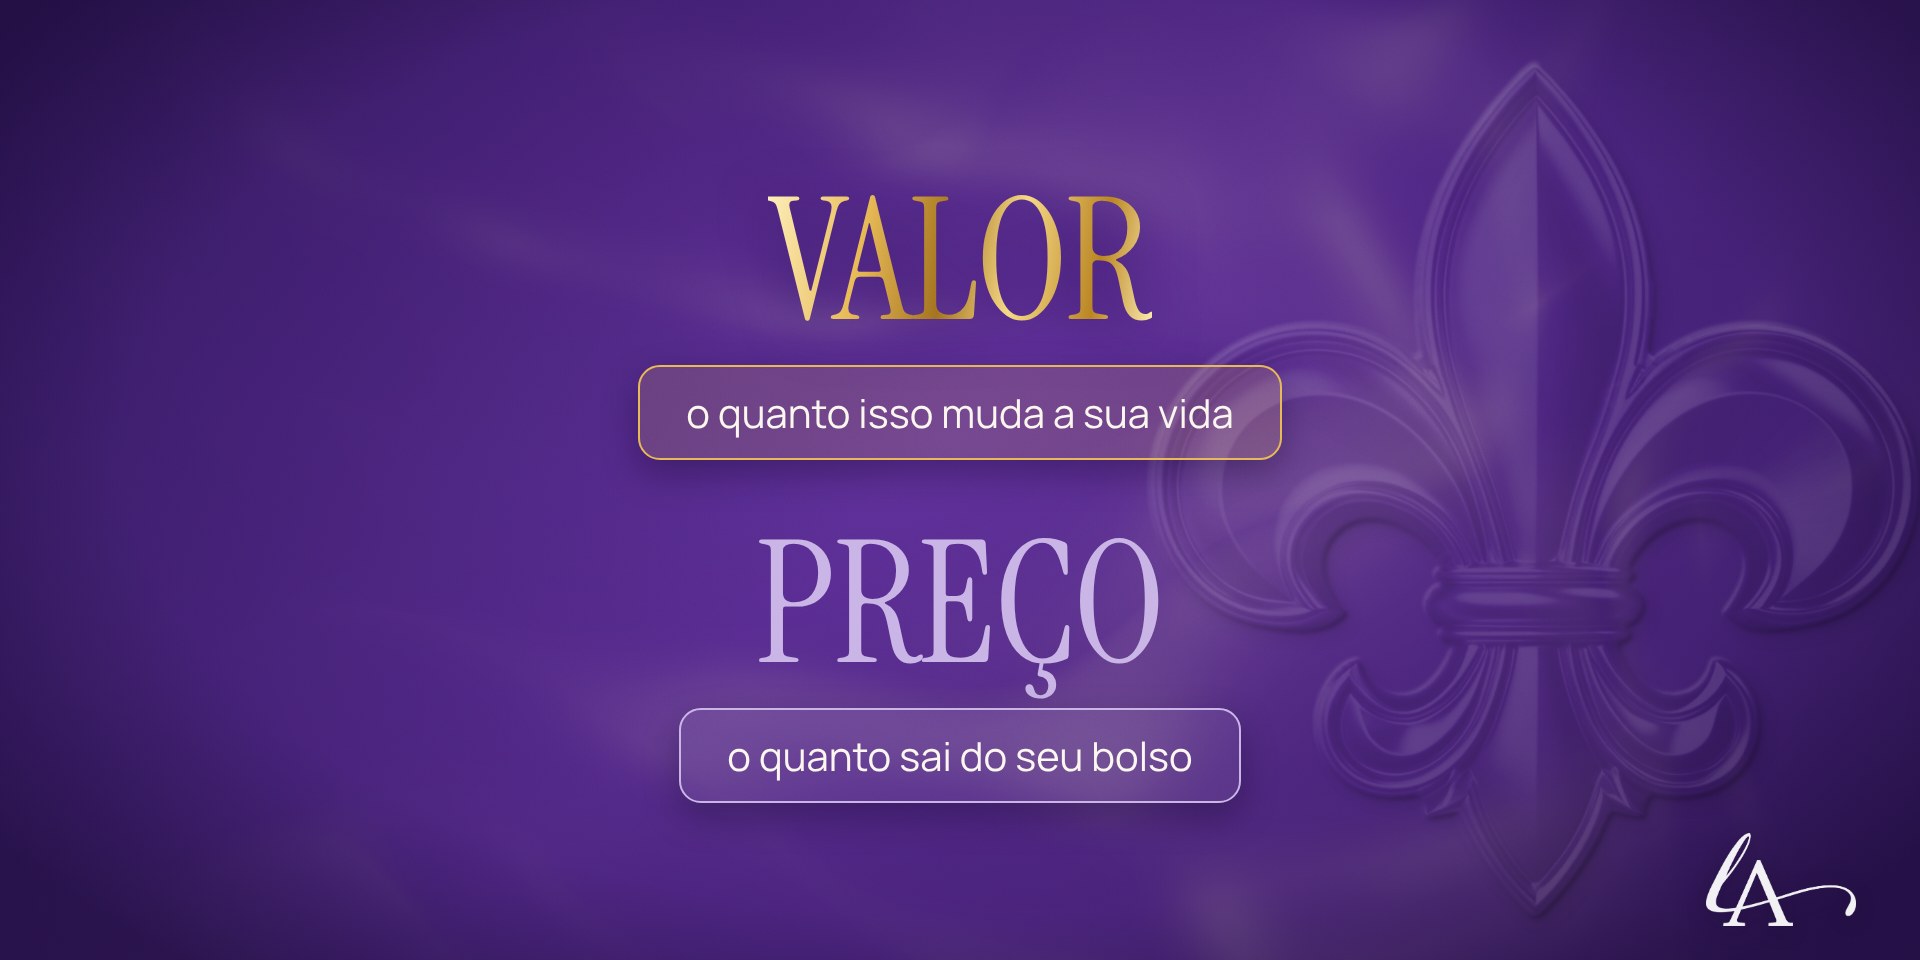 VALOR
o quanto isso muda a sua vida
PREÇO
o quanto sai do seu bolso
lA